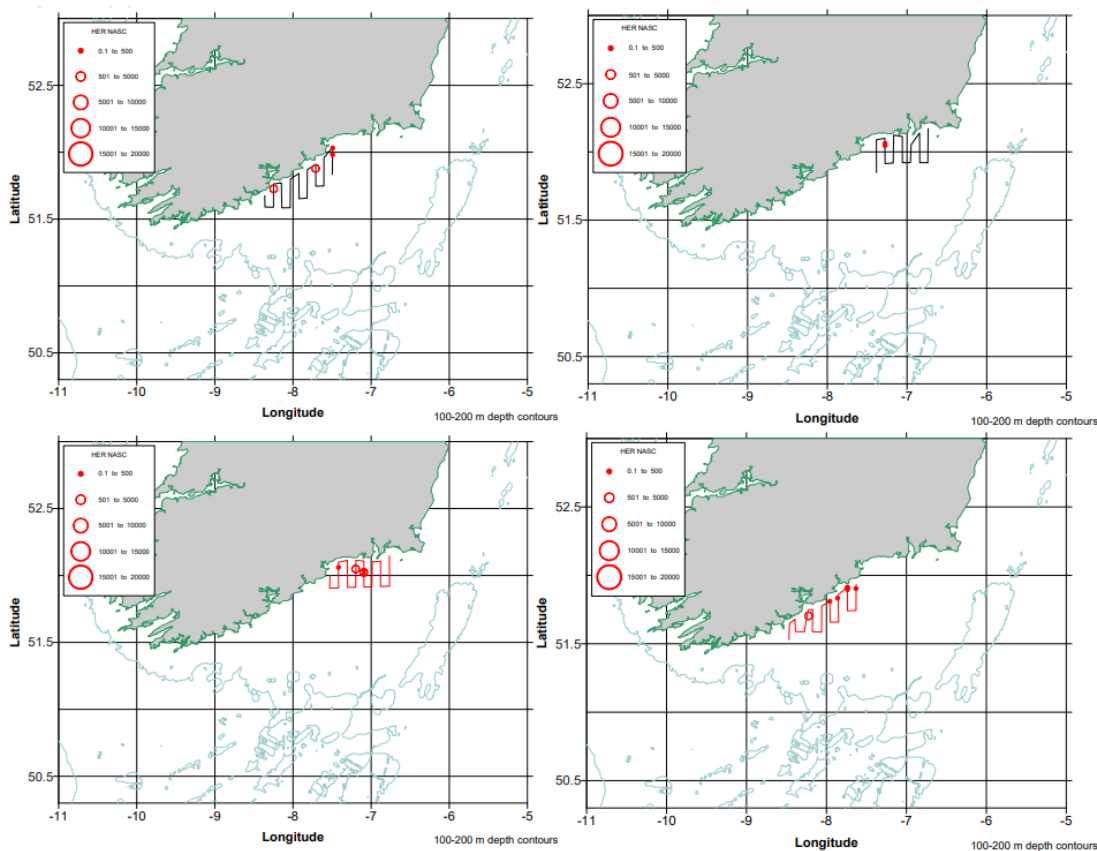 HER NASC
0.1 to 500
501 to 5000
5001 to 10000
10001 to 15000
15001 to 20000
52.5
51.5
50.5
Latitude
-11
-10
-9
-8
-7
-6
-5
Longitude
100-200 m depth contours
HER NASC
0.1 to 500
501 to 5000
5001 to 10000
10001 to 15000
15001 to 20000
52.5
51.5
50.5
Latitude
-11
-10
-9
-8
-7
-6
-5
Longitude
100-200 m depth contours
HER NASC
0.1 to 500
501 to 5000
5001 to 10000
10001 to 15000
15001 to 20000
52.5
51.5
50.5
Latitude
-11
-10
-9
-8
-7
-6
-5
Longitude
100-200 m depth contours
HER NASC
0.1 to 500
501 to 5000
5001 to 10000
10001 to 15000
15001 to 20000
52.5
51.5
50.5
Latitude
-11
-10
-9
-8
-7
-6
-5
Longitude
100-200 m depth contours